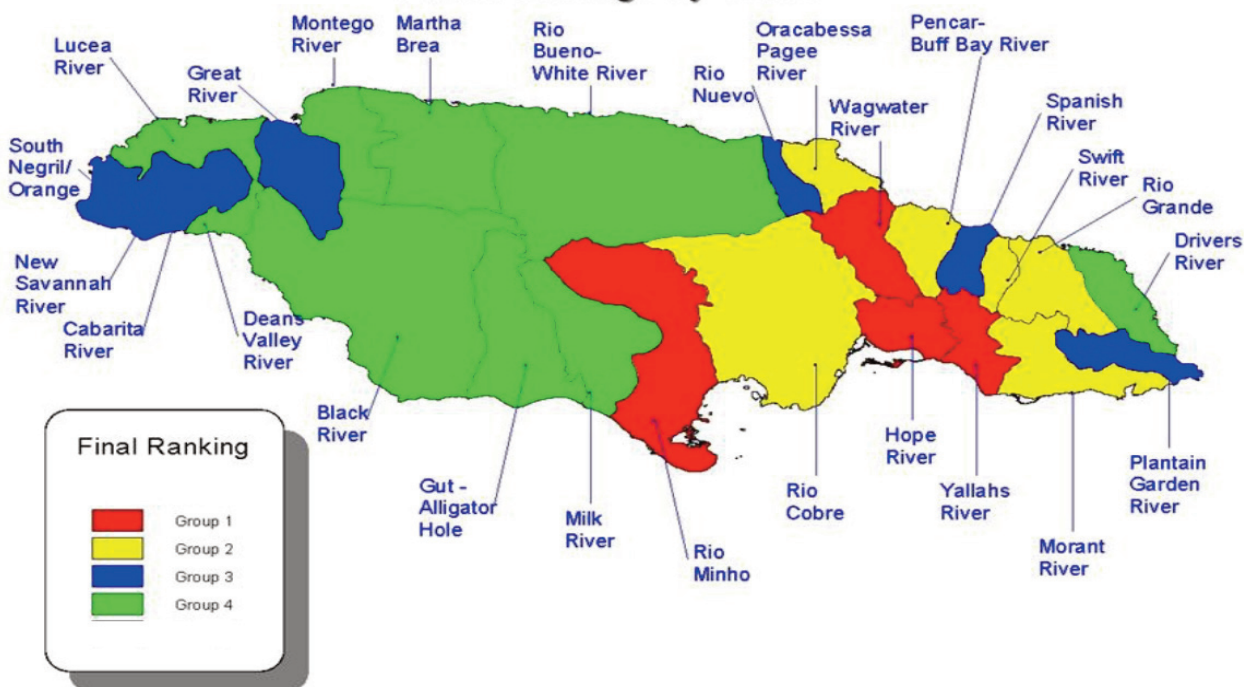 Montego
River
Martha
Brea
Rio
Bueno-
White River
Oracabessa
Pagee
River
Pencar-
Buff Bay River
Lucea
River
Great
River
Rio
Nuevo
Wagwater
River
Spanish
River
South
Negril/
Orange
Swift
River
Rio
Grande
Drivers
River
New
Savannah
River
Cabarita
River
Deans
Valley
River
Black
River
Gut -
Alligator
Hole
Milk
River
Rio
Minho
Rio
Cobre
Hope
River
Yallahs
River
Morant
River
Plantain
Garden
River
Final Ranking
Group 1
Group 2
Group 3
Group 4